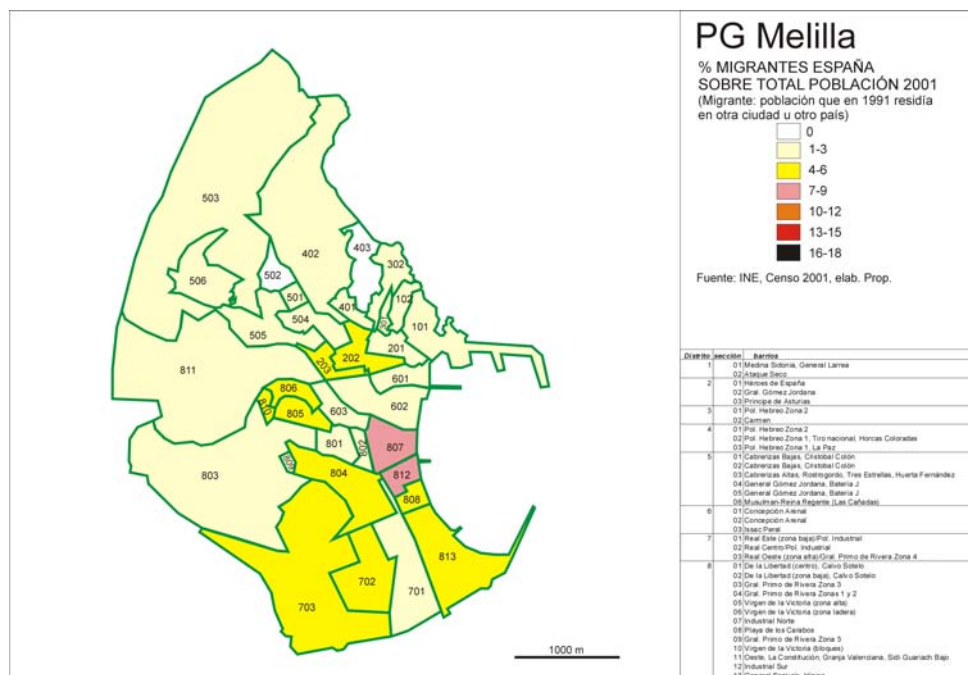 PG Melilla
% MIGRANTES ESPAÑA
SOBRE TOTAL POBLACIÓN 2001
(Migrante: población que en 1991 residía
en otra ciudad u otro país)
0
1-3
4-6
7-9
10-12
13-15
16-18
Fuente: INE, Censo 2001, elab. Prop.
503
402
403
302
506
502
501
401
102
101
504
505
201
202
203
811
601
806
602
810
805
603
801
802
807
803
804
812
808
813
702
703
701
1000 m
Distrito sección barrios
1 01 Medina Sidonia, General Larrea
02 Ataque Seco
2 01 Héroes de España
02 Gral. Gómez Jordana
03 Príncipe de Asturias
3 01 Pol. Hebreo Zona 2
02 Carmen
4 01 Pol. Hebreo Zona 2
02 Pol. Hebreo Zona 1, Tiro nacional, Horcas Coloradas
03 Pol. Hebreo Zona 1, La Paz
5 01 Cabrerizas Bajas, Cristobal Colón
02 Cabrerizas Bajas, Cristobal Colón
03 Cabrerizas Altas, Rostrogordo, Tres Estrellas, Huerta Fernández
04 General Gómez Jordana, Batería J
05 General Gómez Jordana, Batería J
06 Musulman-Reina Regente (Las Cañadas)
6 01 Concepción Arenal
02 Concepción Arenal
03 Isaac Peral
7 01 Real Este (zona baja)/Pol. Industrial
02 Real Centro/Pol. Industrial
03 Real Oeste (zona alta)/Gral. Primo de Rivera Zona 4
8 01 De la Libertad (centro), Calvo Sotelo
02 De la Libertad (zona baja), Calvo Sotelo
03 Gral. Primo de Rivera Zona 3
04 Gral. Primo de Rivera Zonas 1 y 2
05 Virgen de la Victoria (zona alta)
06 Virgen de la Victoria (zona ladera)
07 Industrial Norte
08 Playa de los Cárabos
09 Gral. Primo de Rivera Zona 3
10 Virgen de la Victoria (bloques)
11 Oeste, La Constitución, Granja Valenciana, Sidi Guariach Bajo
12 Industrial Sur